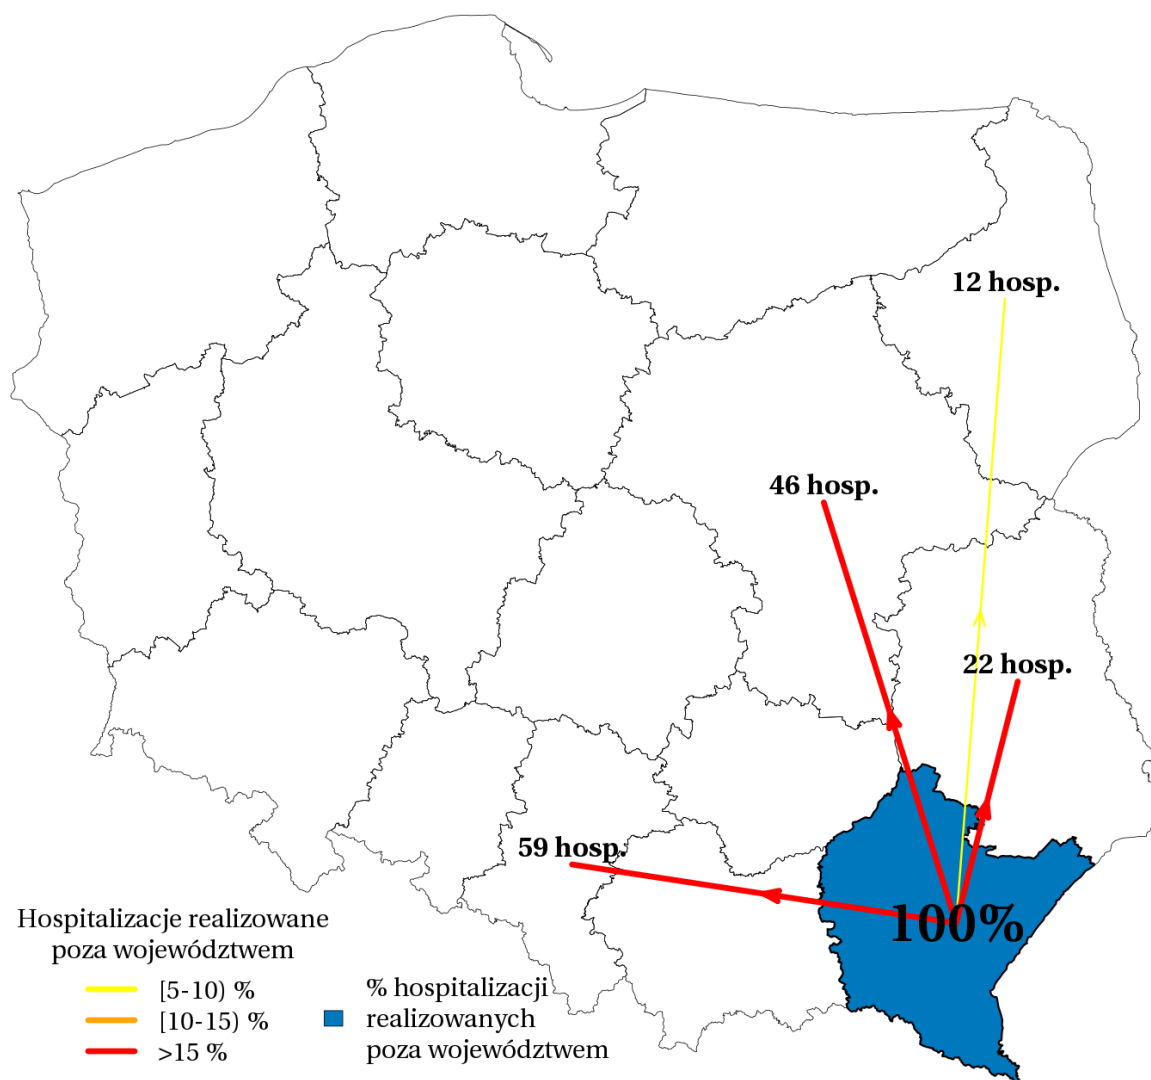 12 hosp.
46 hosp.
22 hosp.
59 hosp.
100%
Hospitalizacje realizowane
poza województwem
[5-10) %
[10-15) %
>15 %
% hospitalizacji
realizowanych
poza województwem